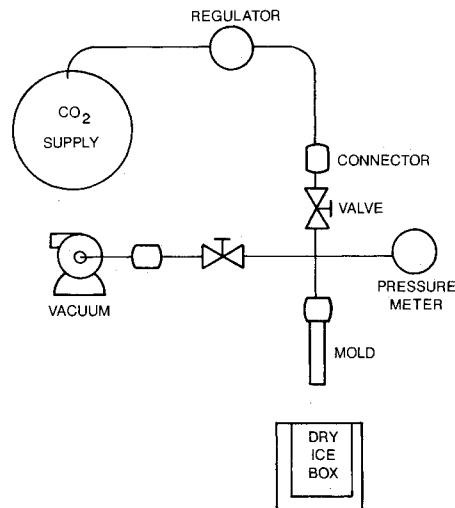 REGULATOR
CO2
SUPPLY
CONNECTOR
VALVE
VACUUM
PRESSURE
METER
MOLD
DRY
ICE
BOX